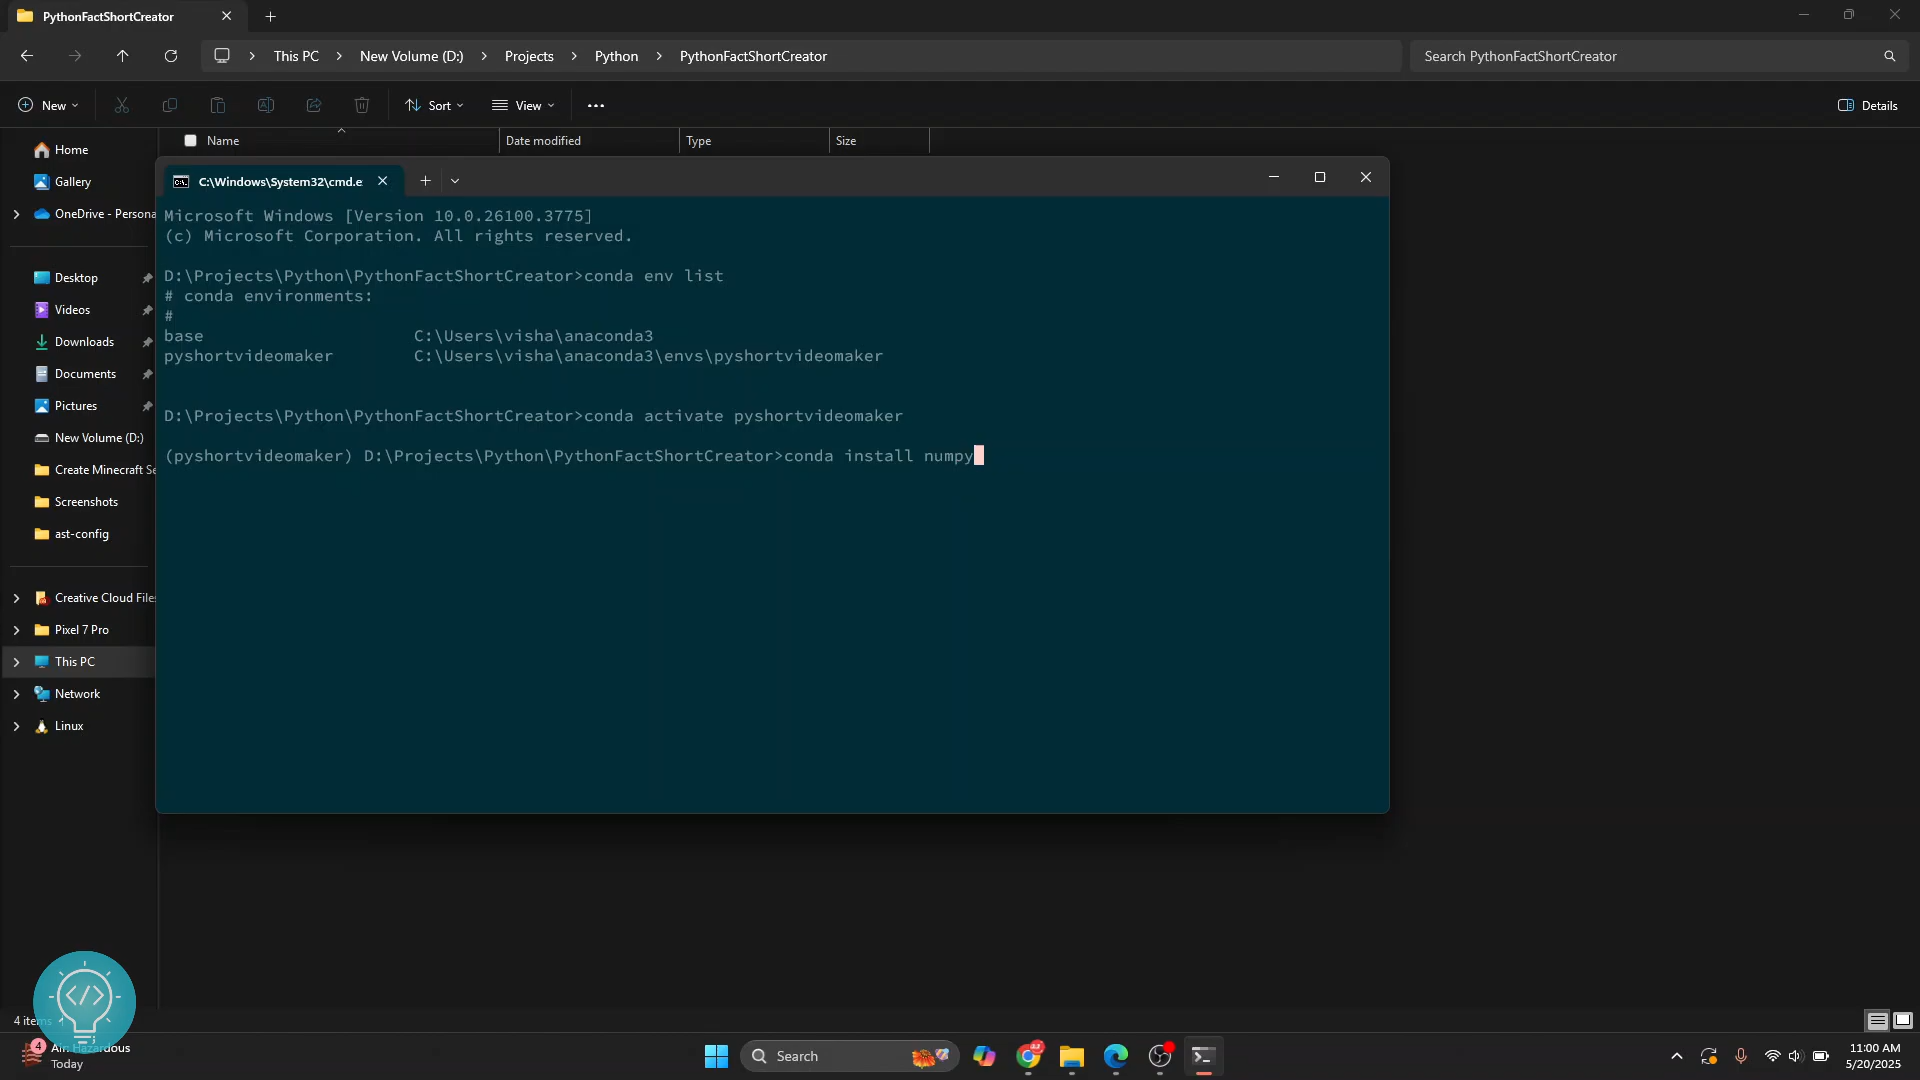 PythonFactShortCreator
This PC
New Volume (D:)
Projects
Python
PythonFactShortCreator
Search PythonFactShortCreator
New
Sort
View
Details
Name
Date modified
Type
Size
Home
Gallery
OneDrive - Persona
Desktop
Videos
Downloads
Documents
Pictures
New Volume (D:)
Create Minecraft Se
Screenshots
ast-config
Creative Cloud File
Pixel 7 Pro
This PC
Network
Linux
C:\Windows\System32\cmd.e
Microsoft Windows [Version 10.0.26100.3775]
(c) Microsoft Corporation. All rights reserved.
D:\Projects\Python\PythonFactShortCreator>conda env list
# conda environments:
#
base C:\Users\visha\anaconda3
pyshortvideomaker C:\Users\visha\anaconda3\envs\pyshortvideomaker
D:\Projects\Python\PythonFactShortCreator>conda activate pyshortvideomaker
(pyshortvideomaker) D:\Projects\Python\PythonFactShortCreator>conda install numpy
4 items
</>
4
Air: Hazardous
Today
Search
11:00 AM
5/20/2025